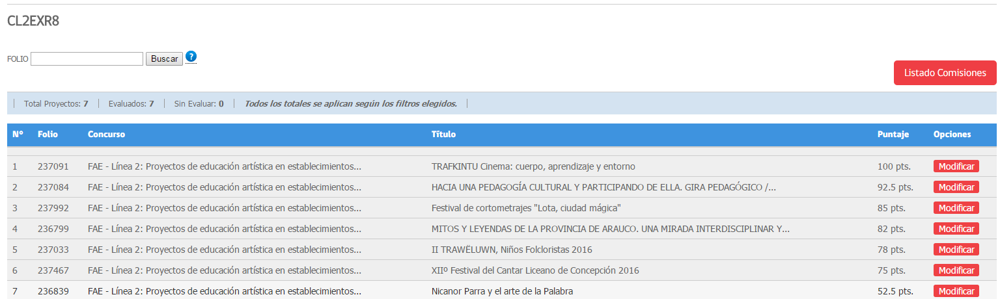 CL2EXR8
FOLIO Buscar ?
Listado Comisiones
Total Proyectos: 7 Evaluados: 7 Sin Evaluar: 0 Todos los totales se aplican según los filtros elegidos.
Nº Folio Concurso Título Puntaje Opciones
1 237091 FAE - Línea 2: Proyectos de educación artística en establecimientos... TRAFKINTU Cinema: cuerpo, aprendizaje y entorno 100 pts. Modificar
2 237084 FAE - Línea 2: Proyectos de educación artística en establecimientos... HACIA UNA PEDAGOGÍA CULTURAL Y PARTICIPANDO DE ELLA. GIRA PEDAGÓGICO /... 92.5 pts. Modificar
3 237992 FAE - Línea 2: Proyectos de educación artística en establecimientos... Festival de cortometrajes "Lota, ciudad mágica" 85 pts. Modificar
4 236799 FAE - Línea 2: Proyectos de educación artística en establecimientos... MITOS Y LEYENDAS DE LA PROVINCIA DE ARAUCO. UNA MIRADA INTERDISCIPLINAR Y... 82 pts. Modificar
5 237033 FAE - Línea 2: Proyectos de educación artística en establecimientos... II TRAWËLUWN, Niños Folcloristas 2016 78 pts. Modificar
6 237467 FAE - Línea 2: Proyectos de educación artística en establecimientos... XIIº Festival del Cantar Liceano de Concepción 2016 75 pts. Modificar
7 236839 FAE - Línea 2: Proyectos de educación artística en establecimientos... Nicanor Parra y el arte de la Palabra 52.5 pts. Modificar